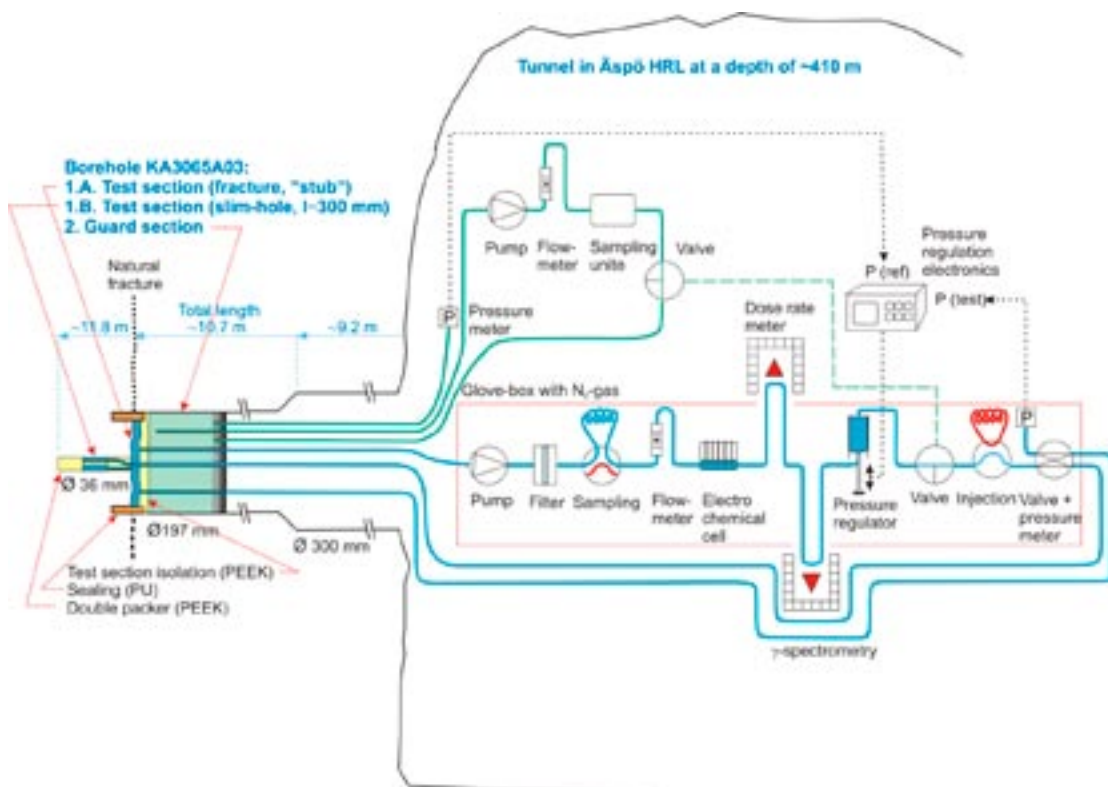 Tunnel in Äspö HRL at a depth of ~410 m
Borehole KA3065A03:
1.A. Test section (fracture, "stub")
1.B. Test section (slim-hole, l~300 mm)
2. Guard section
Natural
fracture
Total length
~11.8 m
~10.7 m
~9.2 m
Pump
Flow-
meter
Sampling
unite
Valve
P
Pressure
meter
Pressure
regulation
electronics
P (ref)
P (test)
Dose rate
meter
Glove-box with N₂-gas
P
Pump
Filter
Sampling
Flow-
meter
Electro
chemical
cell
Pressure
regulator
Valve
Injection
Valve +
pressure
meter
Ø 36 mm
Ø197 mm
Ø 300 mm
Test section isolation (PEEK)
Sealing (PU)
Double packer (PEEK)
γ-spectrometry